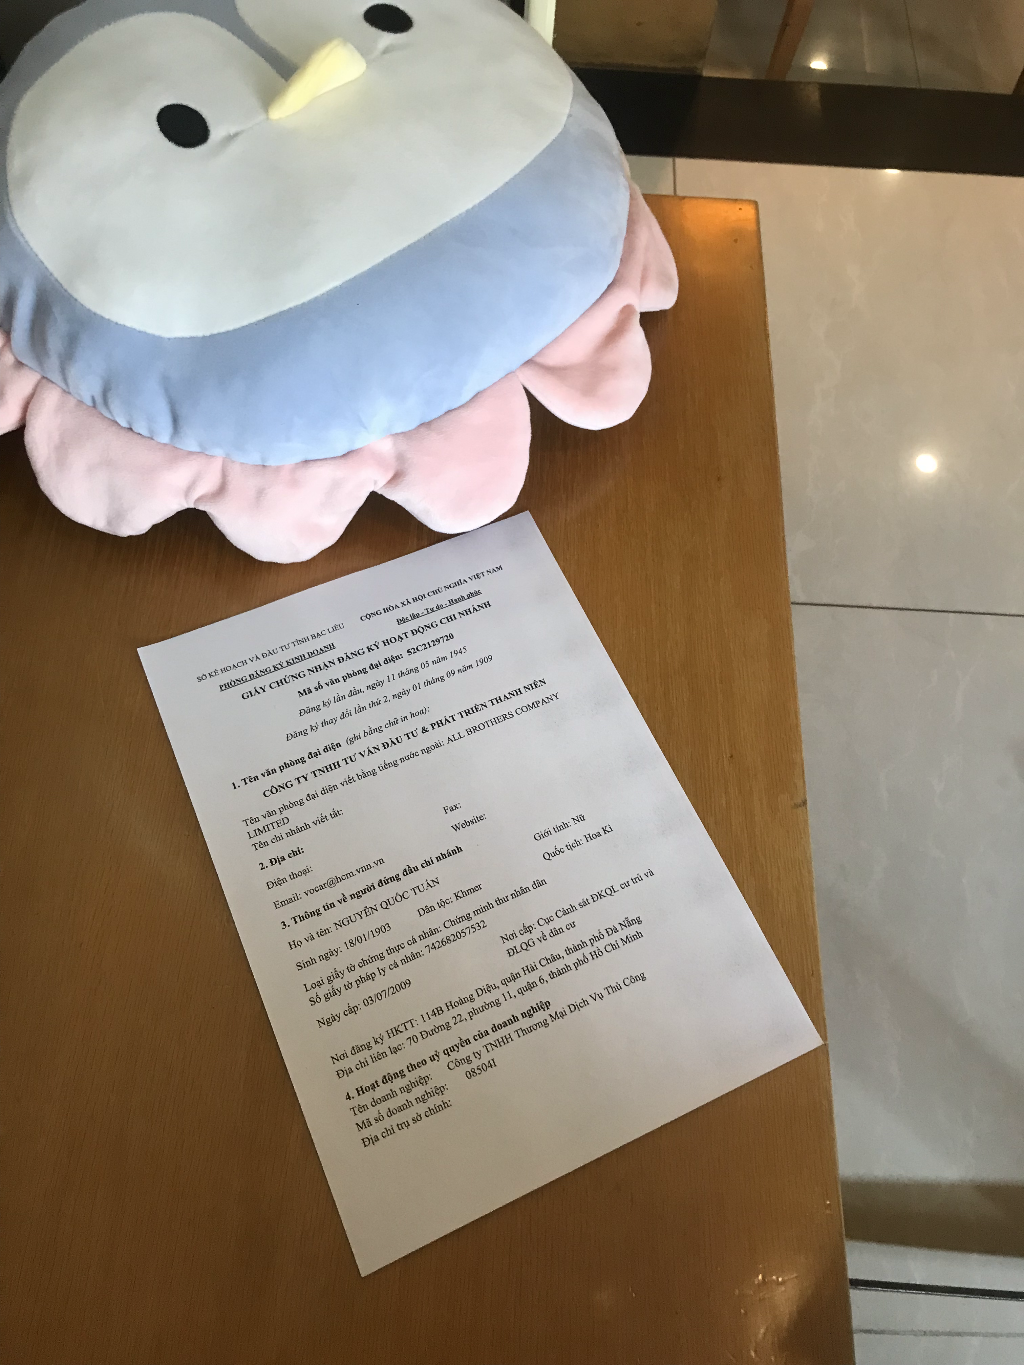 SỞ KẾ HOẠCH VÀ ĐẦU TƯ TỈNH BẠC LIÊU CỘNG HÒA XÃ HỘI CHỦ NGHĨA VIỆT NAM
PHÒNG ĐĂNG KÝ KINH DOANH Độc lập - Tự do - Hạnh phúc
GIẤY CHỨNG NHẬN ĐĂNG KÝ HOẠT ĐỘNG CHI NHÁNH
Mã số văn phòng đại diện: 52C2129720
Đăng ký lần đầu, ngày 11 tháng 05 năm 1945
Đăng ký thay đổi lần thứ 2, ngày 01 tháng 09 năm 1909
1. Tên văn phòng đại diện (ghi bằng chữ in hoa):
CÔNG TY TNHH TƯ VẤN ĐẦU TƯ & PHÁT TRIỂN THANH NIÊN
Tên văn phòng đại diện viết bằng tiếng nước ngoài: ALL BROTHERS COMPANY
LIMITED
Tên chi nhánh viết tắt:
2. Địa chỉ:
Điện thoại: Fax:
Email: vocar@hcm.vnn.vn Website:
3. Thông tin về người đứng đầu chi nhánh
Họ và tên: NGUYỄN QUỐC TUẤN Giới tính: Nữ
Sinh ngày: 18/01/1903 Dân tộc: Khmer Quốc tịch: Hoa Kì
Loại giấy tờ chứng thực cá nhân: Chứng minh thư nhân dân
Số giấy tờ pháp lý cá nhân: 742682057532
Ngày cấp: 03/07/2009 Nơi cấp: Cục Cảnh sát ĐKQL cư trú và
ĐLQG về dân cư
Nơi đăng ký HKTT: 114B Hoàng Diệu, quận Hải Châu, thành phố Đà Nẵng
Địa chỉ liên lạc: 70 Đường 22, phường 11, quận 6, thành phố Hồ Chí Minh
4. Hoạt động theo uỷ quyền của doanh nghiệp
Tên doanh nghiệp: Công ty TNHH Thương Mại Dịch Vụ Thủ Công
Mã số doanh nghiệp: 08504I
Địa chỉ trụ sở chính: